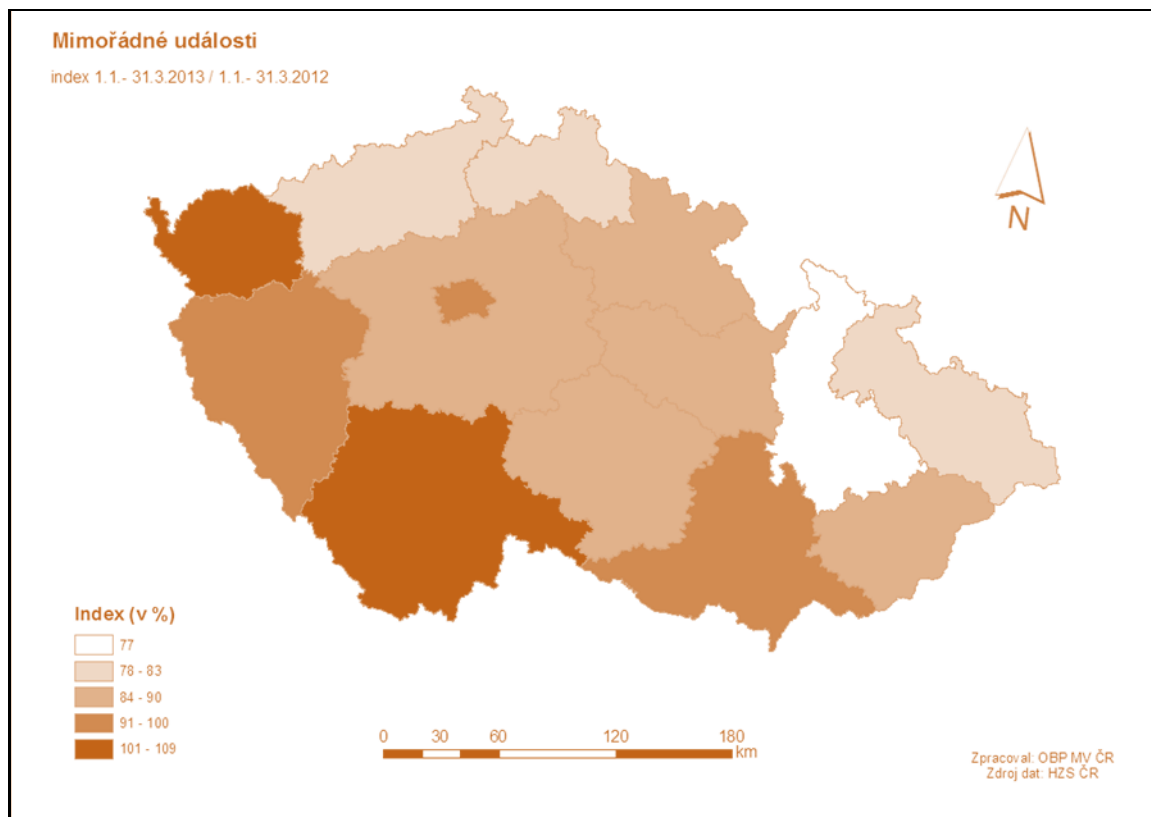 Mimořádné události
index 1.1.- 31.3.2013 / 1.1.- 31.3.2012
N
Index (v %)
77
78 - 83
84 - 90
91 - 100
101 - 109
0 30 60 120 180
km
Zpracoval: OBP MV ČR
Zdroj dat: HZS ČR